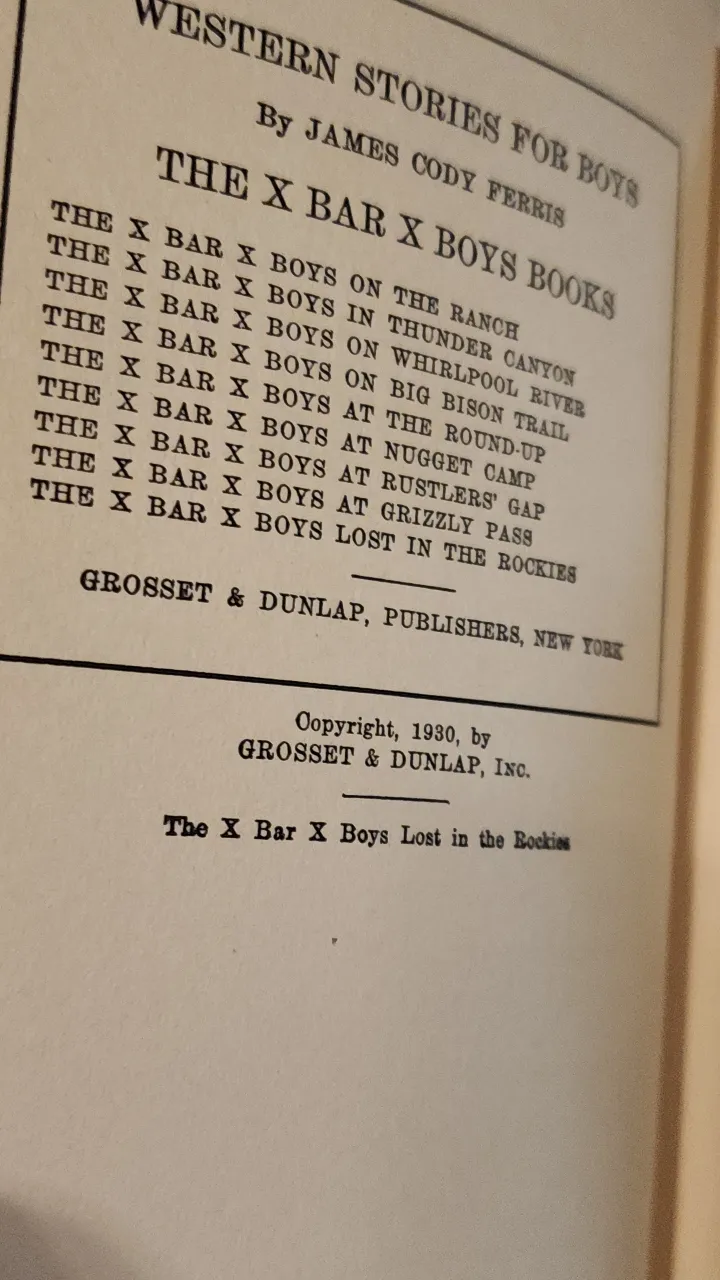 WESTERN STORIES FOR BOYS
By JAMES CODY FERRIS
THE X BAR X BOYS BOOKS
THE X BAR X BOYS ON THE RANCH
THE X BAR X BOYS IN THUNDER CANYON
THE X BAR X BOYS ON WHIRLPOOL RIVER
THE X BAR X BOYS ON BIG BISON TRAIL
THE X BAR X BOYS AT THE ROUND-UP
THE X BAR X BOYS AT NUGGET CAMP
THE X BAR X BOYS AT RUSTLERS' GAP
THE X BAR X BOYS AT GRIZZLY PASS
THE X BAR X BOYS LOST IN THE ROCKIES
GROSSET & DUNLAP, PUBLISHERS, NEW YORK
Copyright, 1930, by
GROSSET & DUNLAP, INC.
The X Bar X Boys Lost in the Rockies